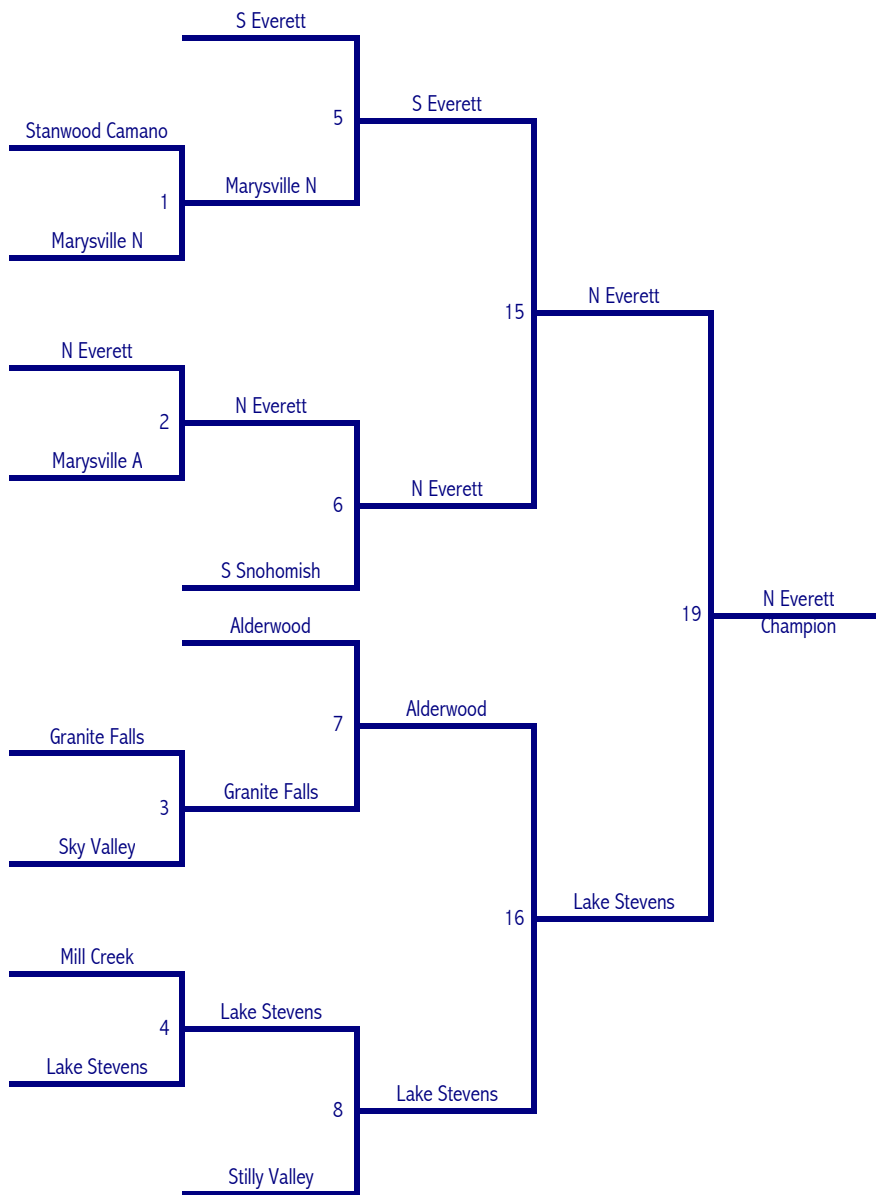 S Everett
5
S Everett
Stanwood Camano
1
Marysville N
Marysville N
15
N Everett
N Everett
2
N Everett
Marysville A
6
N Everett
S Snohomish
19
N Everett
Champion
Alderwood
7
Alderwood
Granite Falls
3
Granite Falls
Sky Valley
16
Lake Stevens
Mill Creek
4
Lake Stevens
Lake Stevens
8
Lake Stevens
Stilly Valley